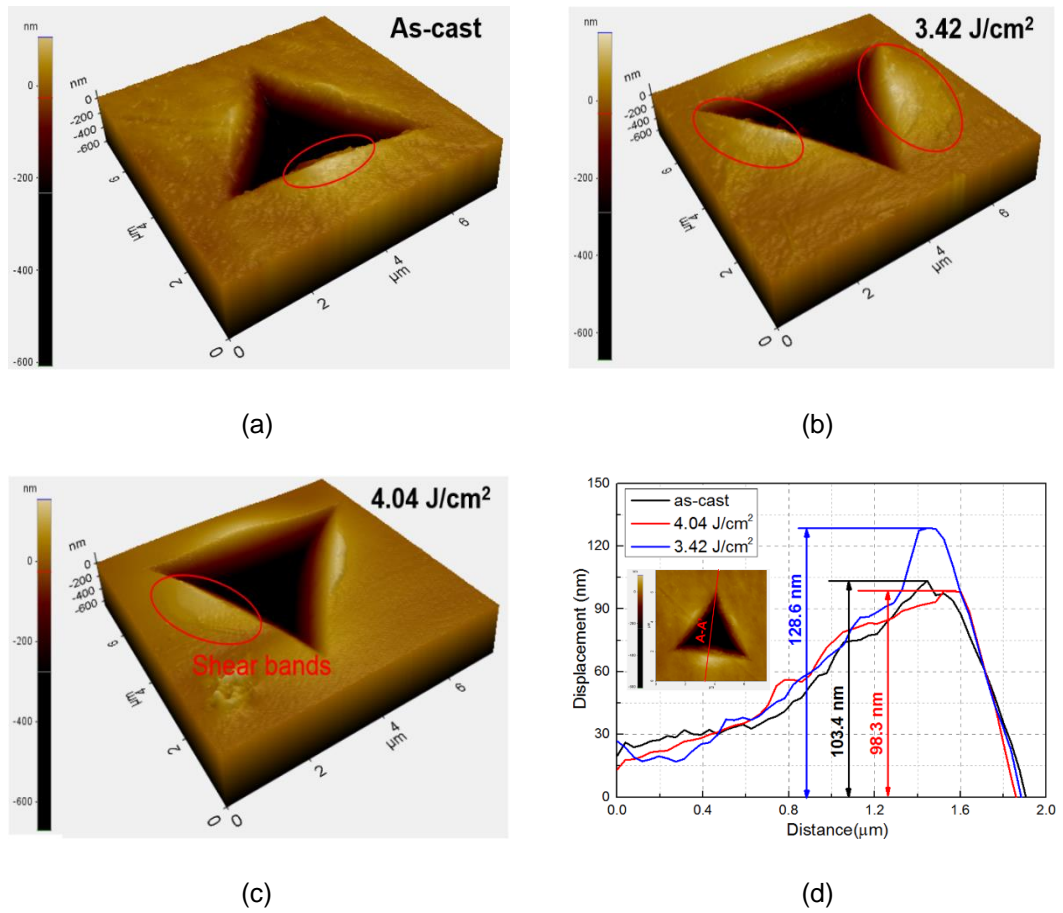 nm
As-cast
0
nm
0
-200
-400
-600
-200
6
4
μm
2
-400
6
4
μm
2
-600
0
0
(a)
nm
3.42 J/cm²
0
nm
0
-200
-400
-600
-200
6
4
μm
2
-400
6
4
μm
2
-600
0
0
(b)
nm
4.04 J/cm²
0
nm
0
-200
-400
-600
-200
6
4
μm
2
-400
Shear bands
6
4
μm
2
-600
0
0
(c)
150
120
90
60
30
0
Displacement (nm)
as-cast
4.04 J/cm²
3.42 J/cm²
A-A
128.6 nm
103.4 nm
98.3 nm
0.0 0.4 0.8 1.2 1.6 2.0
Distance(μm)
(d)